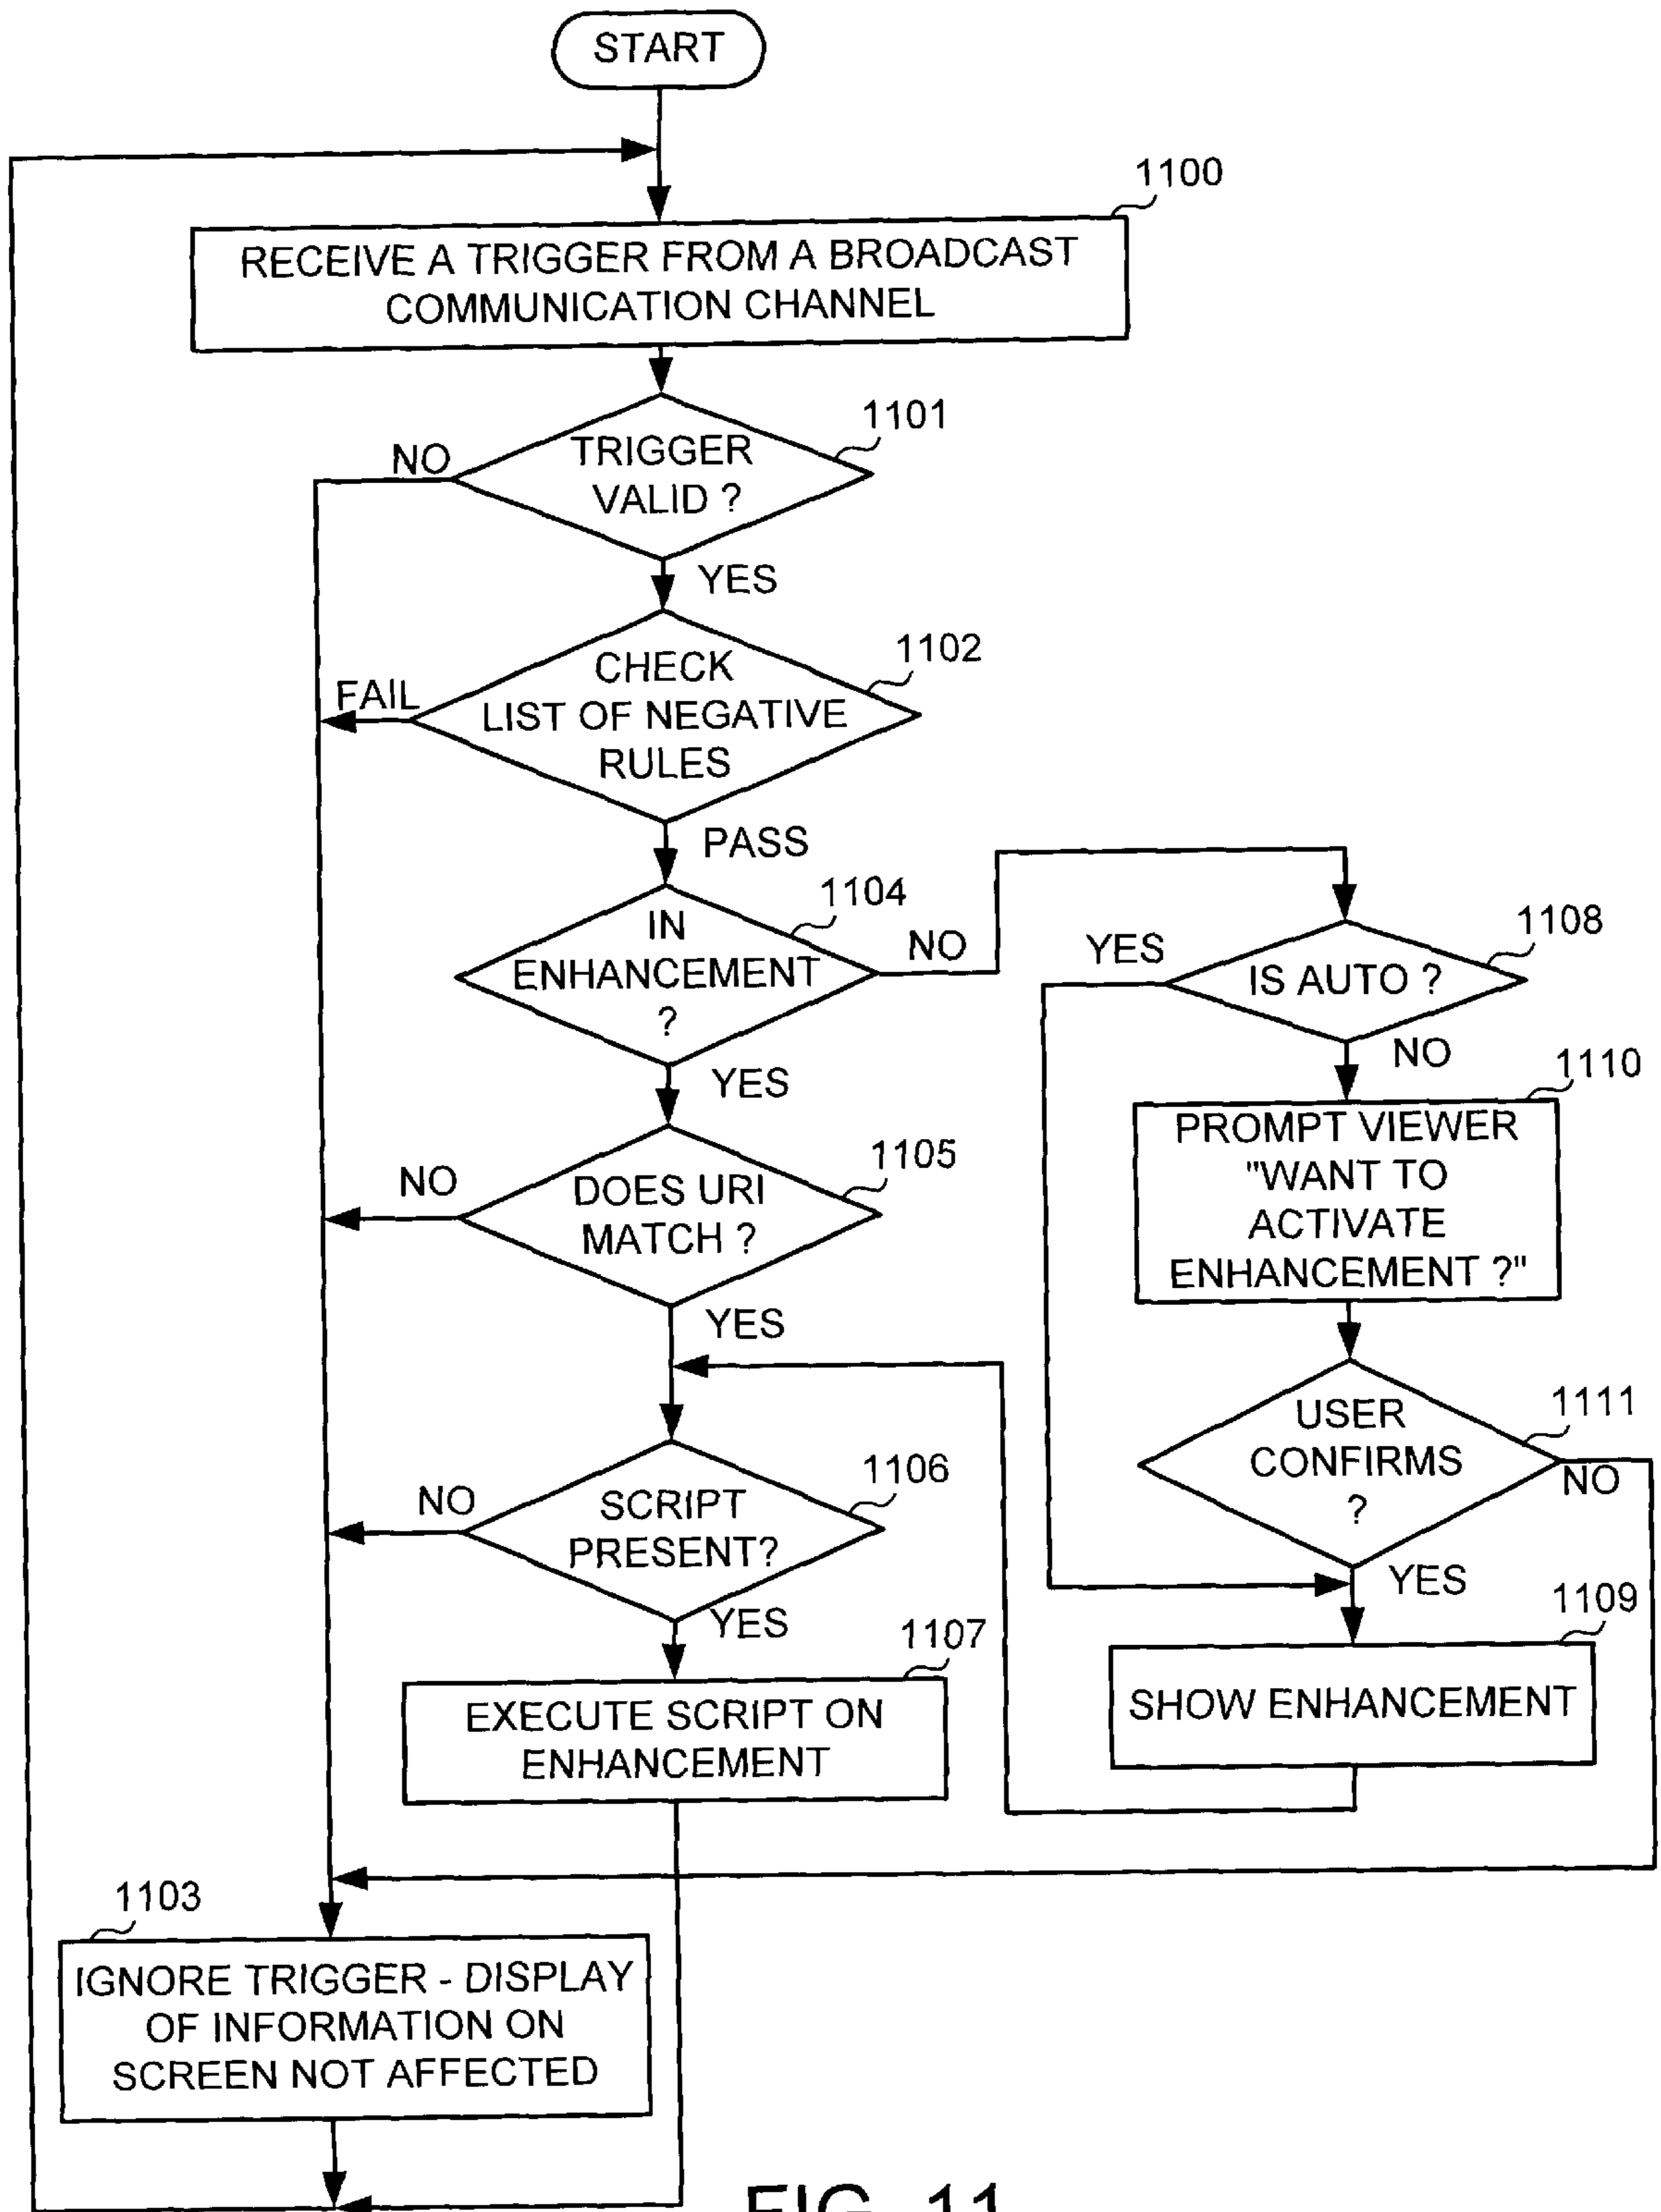 START
1100
RECEIVE A TRIGGER FROM A BROADCAST
COMMUNICATION CHANNEL
1101
NO
TRIGGER
VALID ?
YES
1102
FAIL
CHECK
LIST OF NEGATIVE
RULES
PASS
1104
IN
ENHANCEMENT
?
NO
YES
1108
YES
IS AUTO ?
NO
1110
PROMPT VIEWER
"WANT TO
ACTIVATE
ENHANCEMENT ?"
1105
NO
DOES URI
MATCH ?
YES
1111
USER
CONFIRMS
?
NO
YES
1106
NO
SCRIPT
PRESENT?
YES
1107
EXECUTE SCRIPT ON
ENHANCEMENT
1109
SHOW ENHANCEMENT
1103
IGNORE TRIGGER - DISPLAY
OF INFORMATION ON
SCREEN NOT AFFECTED
FIG. 11